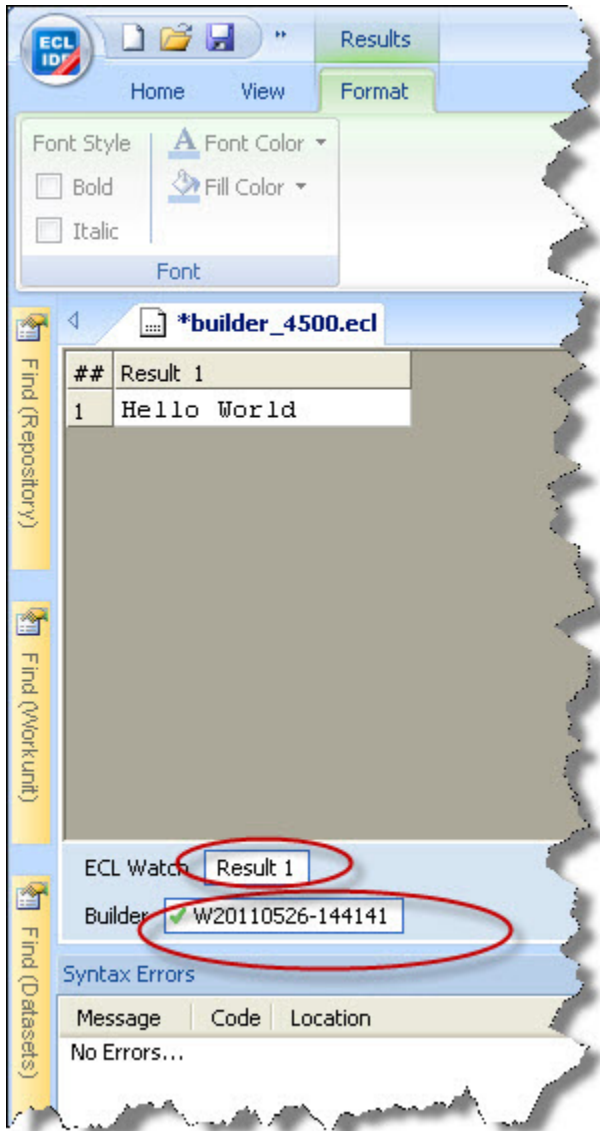 ECL
IDE
Results
Home View Format
Font Style A Font Color
Bold Fill Color
Italic
Font
*builder_4500.ecl
Find (Repository)
## Result 1
1 Hello World
Find (Workunit)
ECL Watch Result 1
Builder W20110526-144141
Find (Datasets)
Syntax Errors
Message Code Location
No Errors...